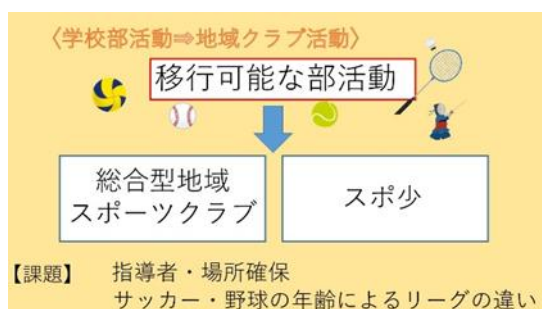 〈学校部活動⇒地域クラブ活動〉
移行可能な部活動
総合型地域
スポーツクラブ
スポ少
【課題】 指導者・場所確保
サッカー・野球の年齢によるリーグの違い